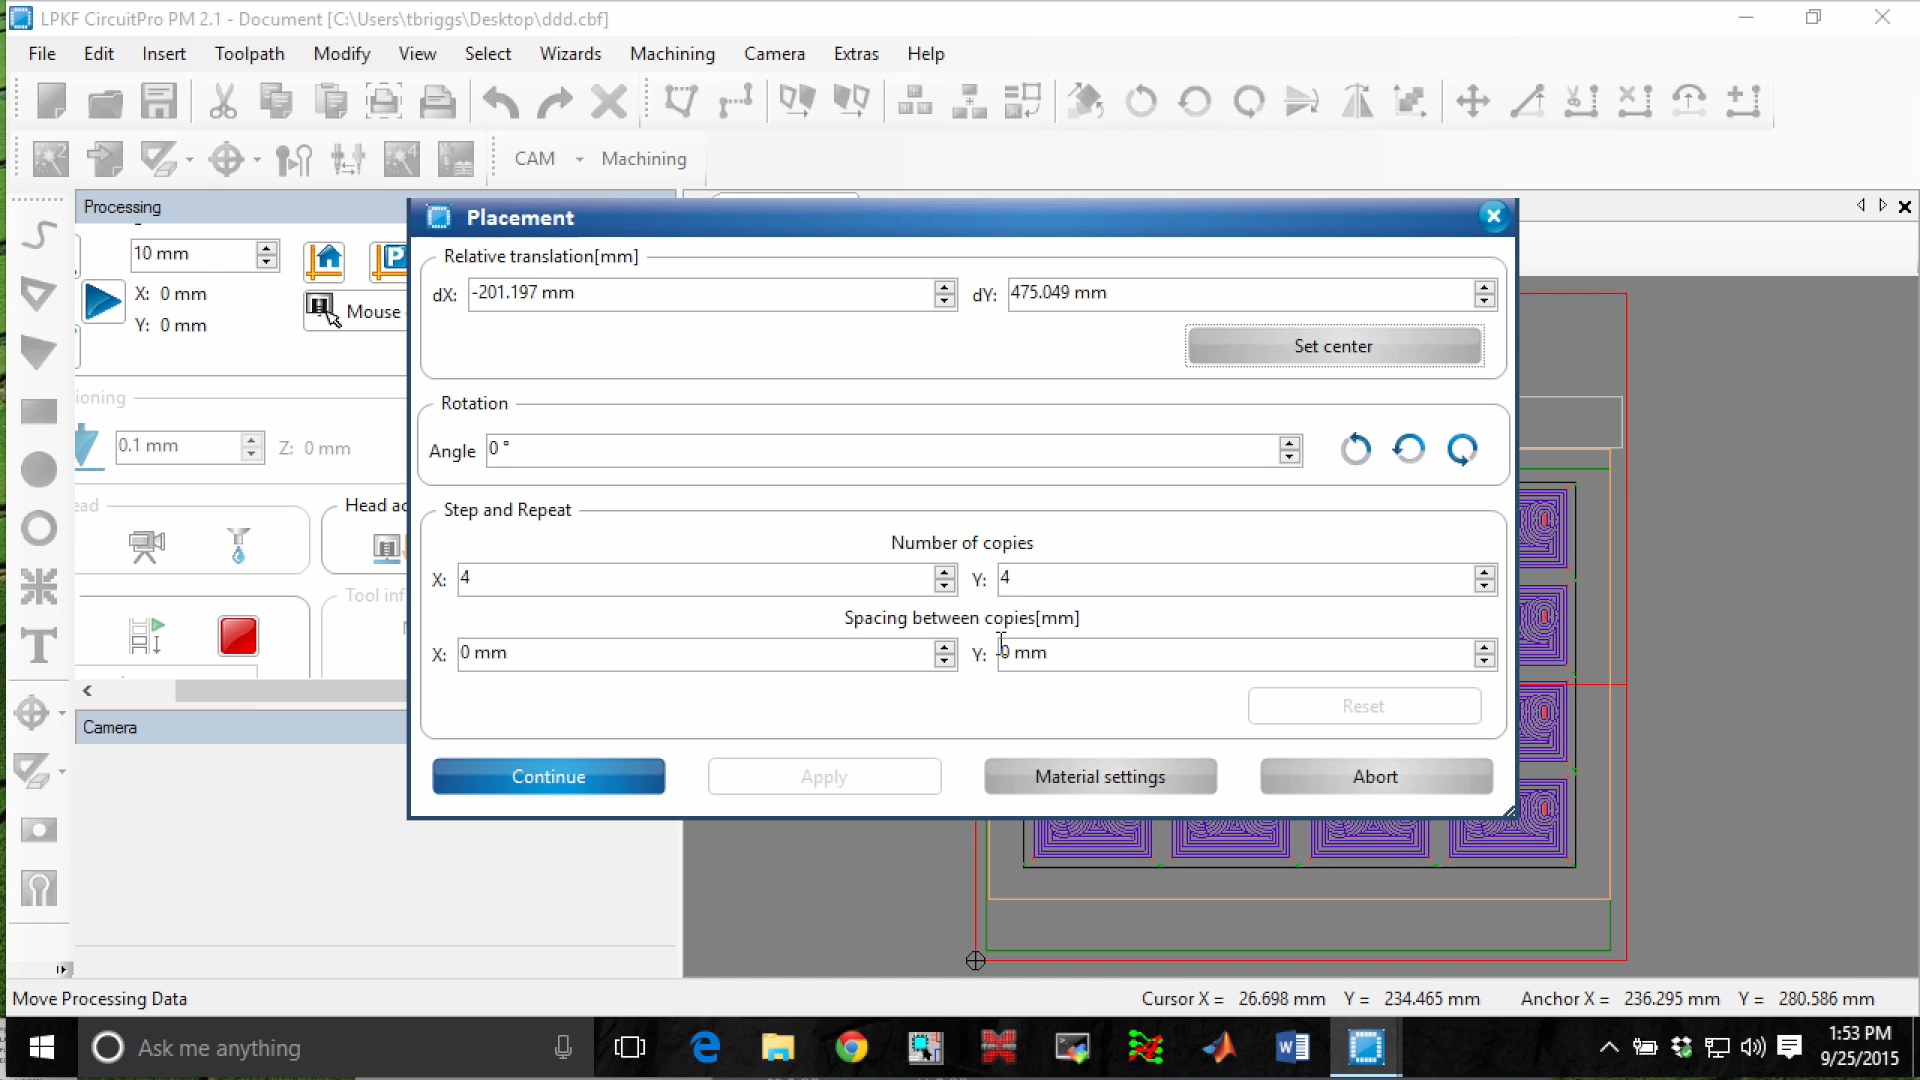 LPKF CircuitPro PM 2.1 - Document [C:\Users\tbriggs\Desktop\ddd.cbf]
File Edit Insert Toolpath Modify View Select Wizards Machining Camera Extras Help
CAM Machining
Processing
10 mm
X: 0 mm
Y: 0 mm
Mouse
ioning
0.1 mm Z: 0 mm
ead
Head ac
Tool inf
Camera
Placement
Relative translation[mm]
dX: -201.197 mm dY: 475.049 mm
Set center
Rotation
Angle 0 °
Step and Repeat
Number of copies
X: 4 Y: 4
Spacing between copies[mm]
X: 0 mm Y: 0 mm
Reset
Continue Apply Material settings Abort
Move Processing Data
Cursor X = 26.698 mm Y = 234.465 mm Anchor X = 236.295 mm Y = 280.586 mm
Ask me anything
1:53 PM
9/25/2015